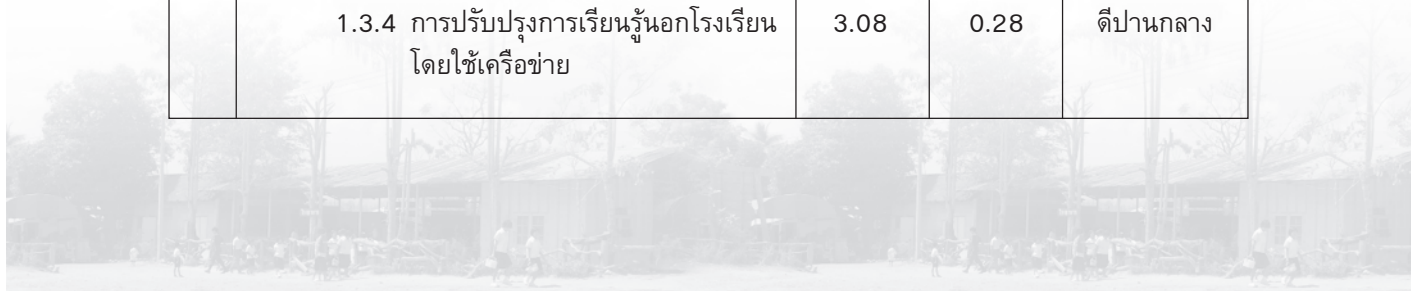 1.3.4 การปรับปรุงการเรียนรู้นอกโรงเรียน 3.08 0.28 ดีปานกลาง
โดยใช้เครือข่าย